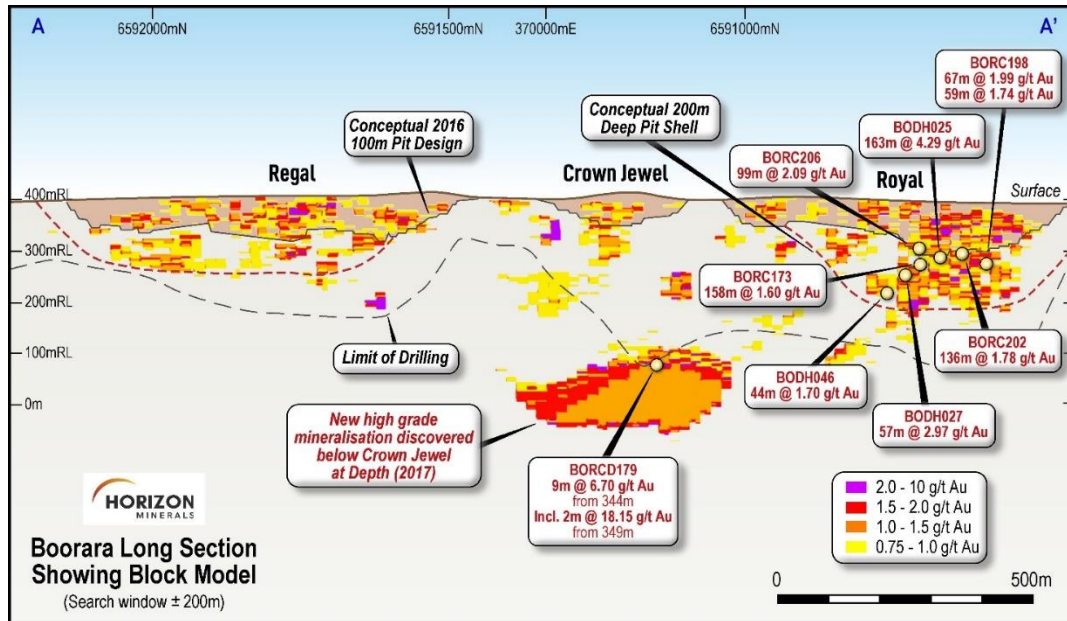 A
6592000mN
6591500mN
370000mE
6591000mN
A'
BORC198
67m @ 1.99 g/t Au
59m @ 1.74 g/t Au
Conceptual 2016
100m Pit Design
Conceptual 200m
Deep Pit Shell
BODH025
163m @ 4.29 g/t Au
BORC206
99m @ 2.09 g/t Au
Regal
Crown Jewel
Royal
Surface
400mRL
300mRL
200mRL
100mRL
0m
BORC173
158m @ 1.60 g/t Au
Limit of Drilling
BORC202
136m @ 1.78 g/t Au
BODH046
44m @ 1.70 g/t Au
BODH027
57m @ 2.97 g/t Au
New high grade
mineralisation discovered
below Crown Jewel
at Depth (2017)
BORCD179
9m @ 6.70 g/t Au
from 344m
Incl. 2m @ 18.15 g/t Au
from 349m
HORIZON
MINERALS
Boorara Long Section
Showing Block Model
(Search window ± 200m)
2.0 - 10 g/t Au
1.5 - 2.0 g/t Au
1.0 - 1.5 g/t Au
0.75 - 1.0 g/t Au
0
500m